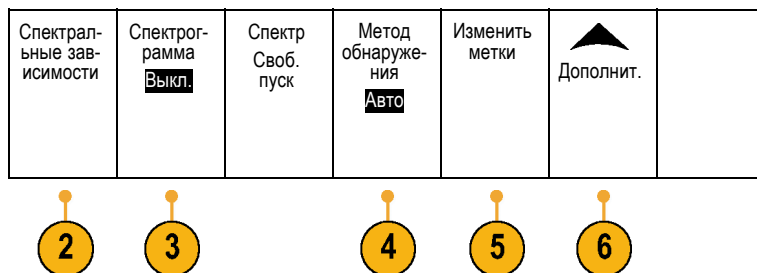 Спектрал-
ьные зав-
исимости
Спектрог-
рамма
Выкл.
Спектр
Своб.
пуск
Метод
обнаруже-
ния
Авто
Изменить
метки
Дополнит.
2
3
4
5
6